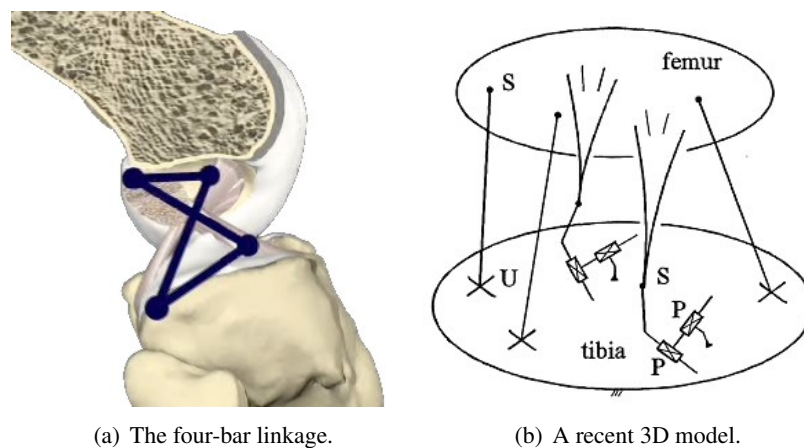 femur
S
U
S
P
P
tibia
(a) The four-bar linkage.
(b) A recent 3D model.